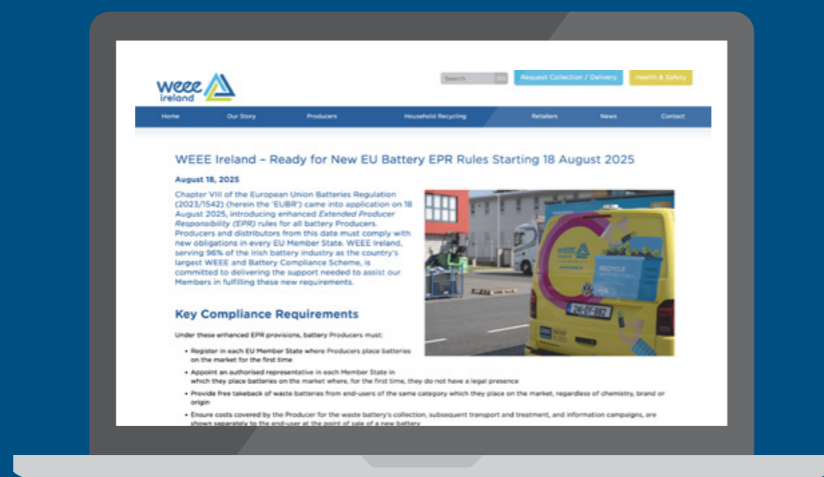 weee
ireland
Search
GO
Request Collection / Delivery
Health & Safety
Home
Our Story
Producers
Household Recycling
Retailers
News
Contact
WEEE Ireland – Ready for New EU Battery EPR Rules Starting 18 August 2025
August 18, 2025
Chapter VIII of the European Union Batteries Regulation
(2023/1542) (herein the 'EUBR') came into application on 18
August 2025, introducing enhanced Extended Producer
Responsibility (EPR) rules for all battery Producers.
Producers and distributors from this date must comply with
new obligations in every EU Member State. WEEE Ireland,
serving 96% of the Irish battery industry as the country's
largest WEEE and Battery Compliance Scheme, is
committed to delivering the support needed to assist our
Members in fulfilling these new requirements.
weee
ireland
RECYCLE
Key Compliance Requirements
Under these enhanced EPR provisions, battery Producers must:
• Register in each EU Member State where Producers place batteries
on the market for the first time
• Appoint an authorised representative in each Member State in
which they place batteries on the market where, for the first time, they do not have a legal presence
• Provide free takeback of waste batteries from end-users of the same category which they place on the market, regardless of chemistry, brand or
origin
• Ensure costs covered by the Producer for the waste battery's collection, subsequent transport and treatment, and information campaigns, are
shown separately to the end-user at the point of sale of a new battery